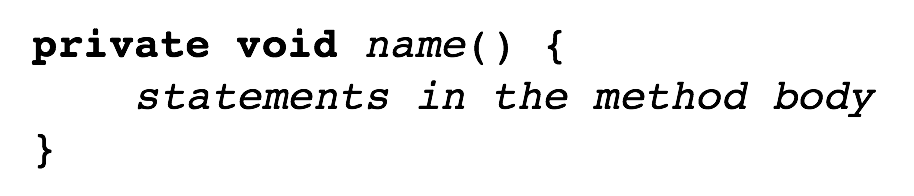 private void name() {
    statements in the method body
}